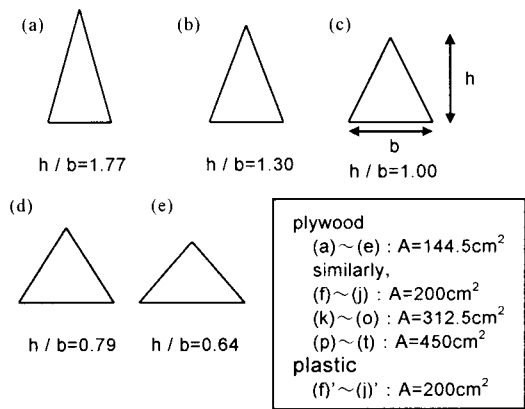 (a)
(b)
(c)
h
b
h / b=1.77
h / b=1.30
h / b=1.00
(d)
(e)
h / b=0.79
h / b=0.64
plywood
(a)~(e) : A=144.5cm²
similarly,
(f)~(j) : A=200cm²
(k)~(o) : A=312.5cm²
(p)~(t) : A=450cm²
plastic
(f)'~(j)' : A=200cm²